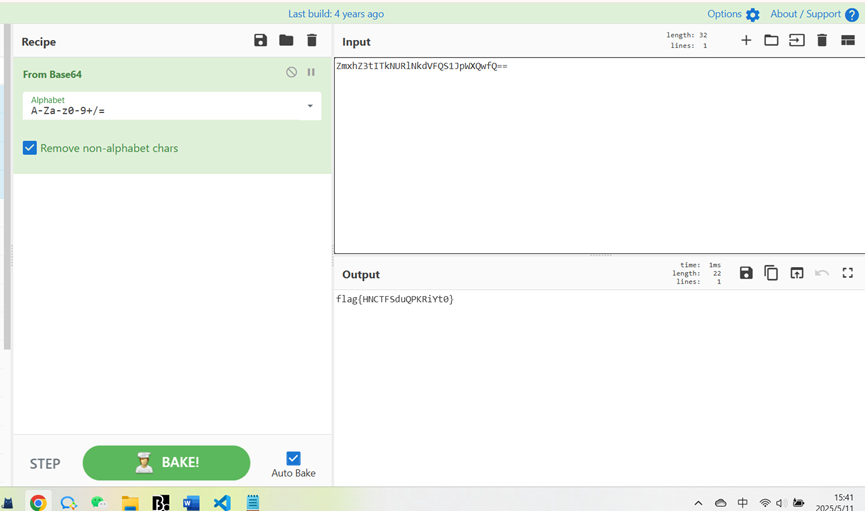 Last build: 4 years ago
Options
About / Support
Recipe
From Base64
Alphabet
A-Za-z0-9+/=
Remove non-alphabet chars
STEP
BAKE!
Auto Bake
Input
length: 32
lines: 1
ZmxhZ3tITkNURlNkdVFQS1JpWXQwfQ==
Output
time: 1ms
length: 22
lines: 1
flag{HNCTFSduQPKRiYt0}
中
15:41
2025/5/11